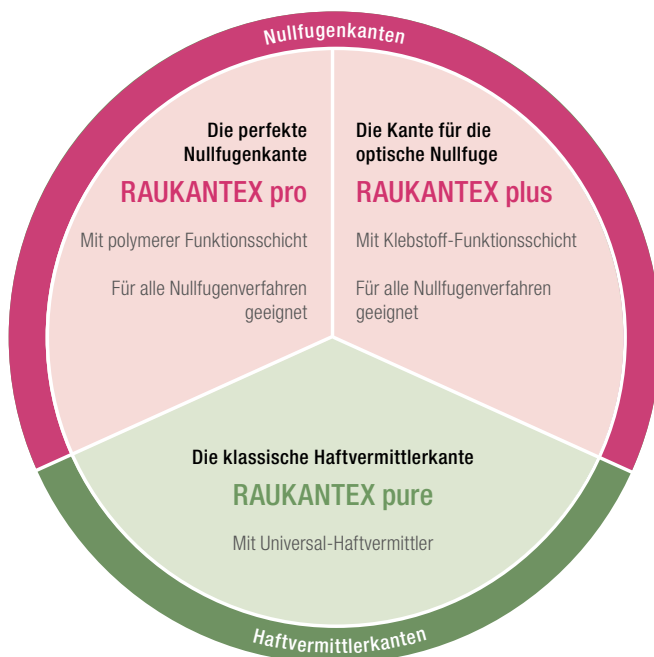 Nullfugenkanten
Die perfekte
Nullfugenkante
RAUKANTEX pro
Mit polymerer Funktionsschicht
Für alle Nullfugenverfahren
geeignet
Die Kante für die
optische Nullfuge
RAUKANTEX plus
Mit Klebstoff-Funktionsschicht
Für alle Nullfugenverfahren
geeignet
Die klassische Haftvermittlerkante
RAUKANTEX pure
Mit Universal-Haftvermittler
Haftvermittlerkanten